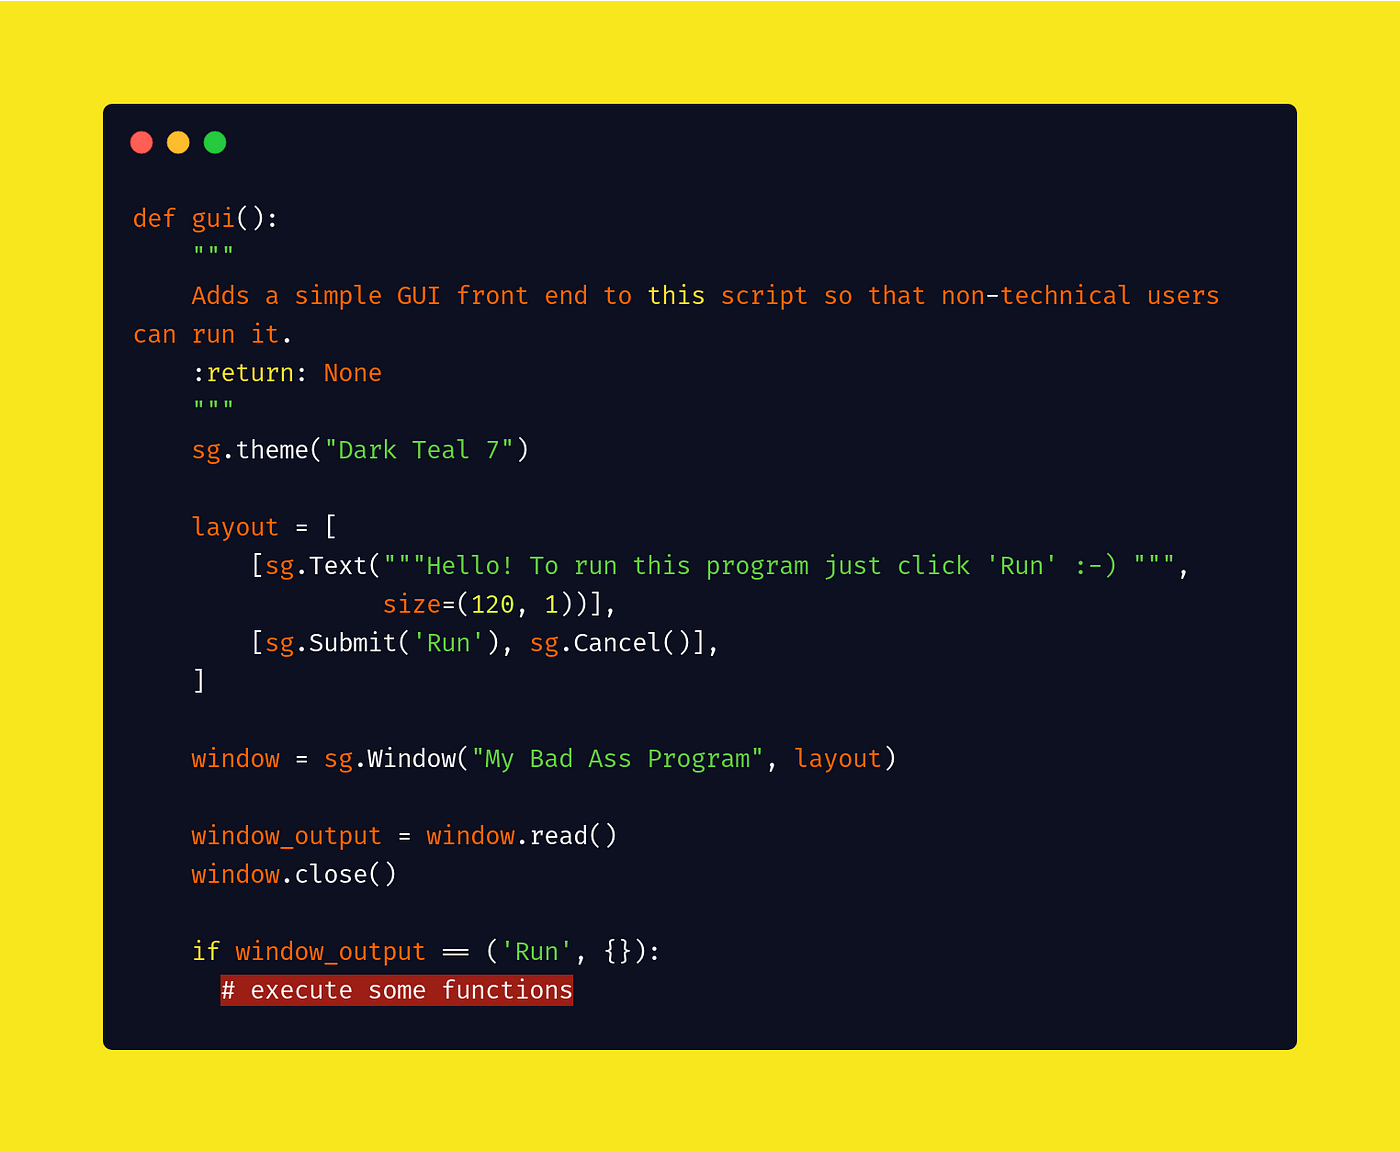 def gui():
    """
    Adds a simple GUI front end to this script so that non-technical users
can run it.
    :return: None
    """
    sg.theme("Dark Teal 7")

    layout = [
        [sg.Text("""Hello! To run this program just click 'Run' :-) """,
                 size=(120, 1))],
        [sg.Submit('Run'), sg.Cancel()],
    ]

    window = sg.Window("My Bad Ass Program", layout)

    window_output = window.read()
    window.close()

    if window_output == ('Run', {}):
      # execute some functions